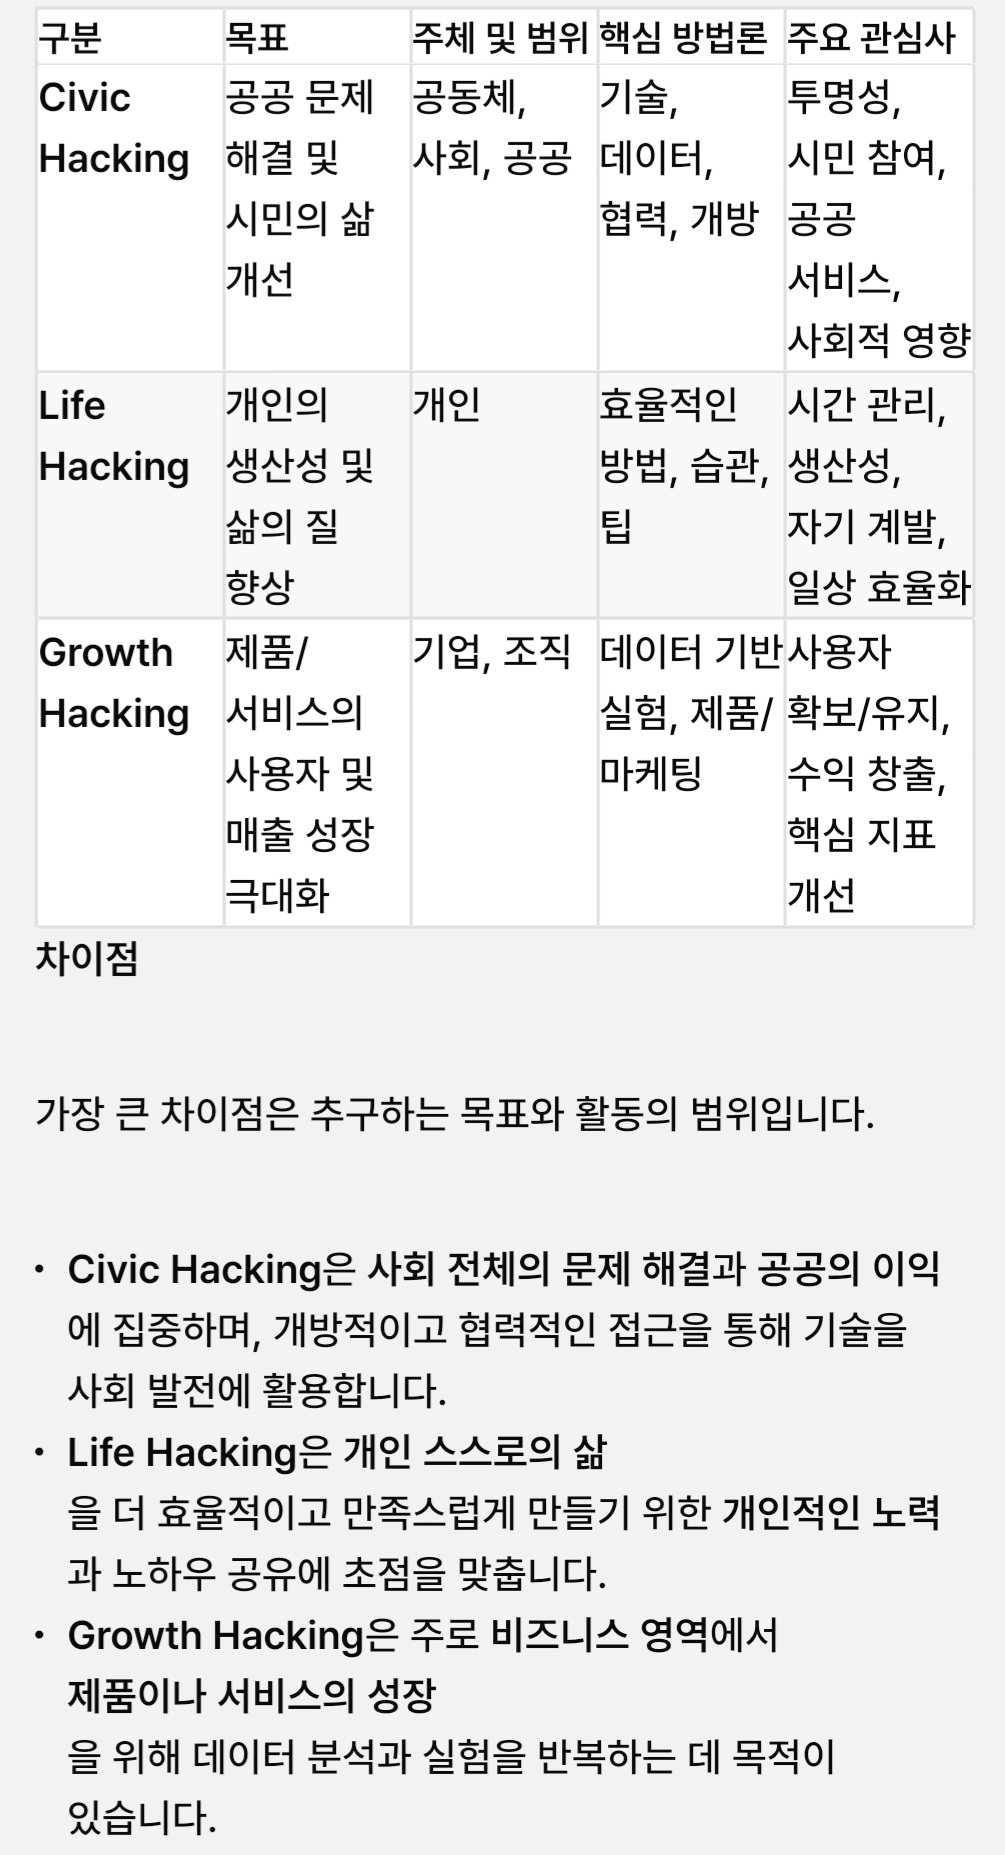 구분 목표 주체 및 범위 핵심 방법론 주요 관심사
Civic
Hacking
공공 문제
해결 및
시민의 삶
개선
공동체,
사회, 공공
기술,
데이터,
협력, 개방
투명성,
시민 참여,
공공
서비스,
사회적 영향
Life
Hacking
개인의
생산성 및
삶의 질
향상
개인
효율적인
방법, 습관,
팁
시간 관리,
생산성,
자기 계발,
일상 효율화
Growth
Hacking
제품/
서비스의
사용자 및
매출 성장
극대화
기업, 조직
데이터 기반
실험, 제품/
마케팅
사용자
확보/유지,
수익 창출,
핵심 지표
개선
차이점
가장 큰 차이점은 추구하는 목표와 활동의 범위입니다.
• Civic Hacking은 사회 전체의 문제 해결과 공공의 이익
에 집중하며, 개방적이고 협력적인 접근을 통해 기술을
사회 발전에 활용합니다.
• Life Hacking은 개인 스스로의 삶
을 더 효율적이고 만족스럽게 만들기 위한 개인적인 노력
과 노하우 공유에 초점을 맞춥니다.
• Growth Hacking은 주로 비즈니스 영역에서
제품이나 서비스의 성장
을 위해 데이터 분석과 실험을 반복하는 데 목적이
있습니다.